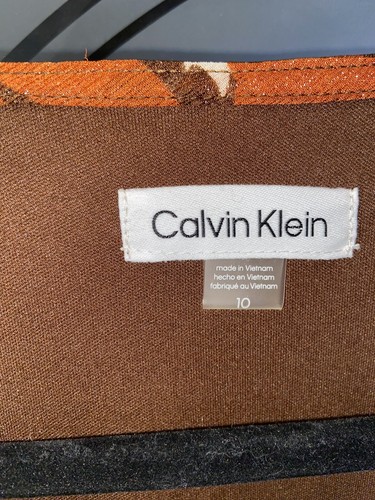 Calvin Klein
made in Vietnam
hecho en Vietnam
fabriqué au Vietnam
10